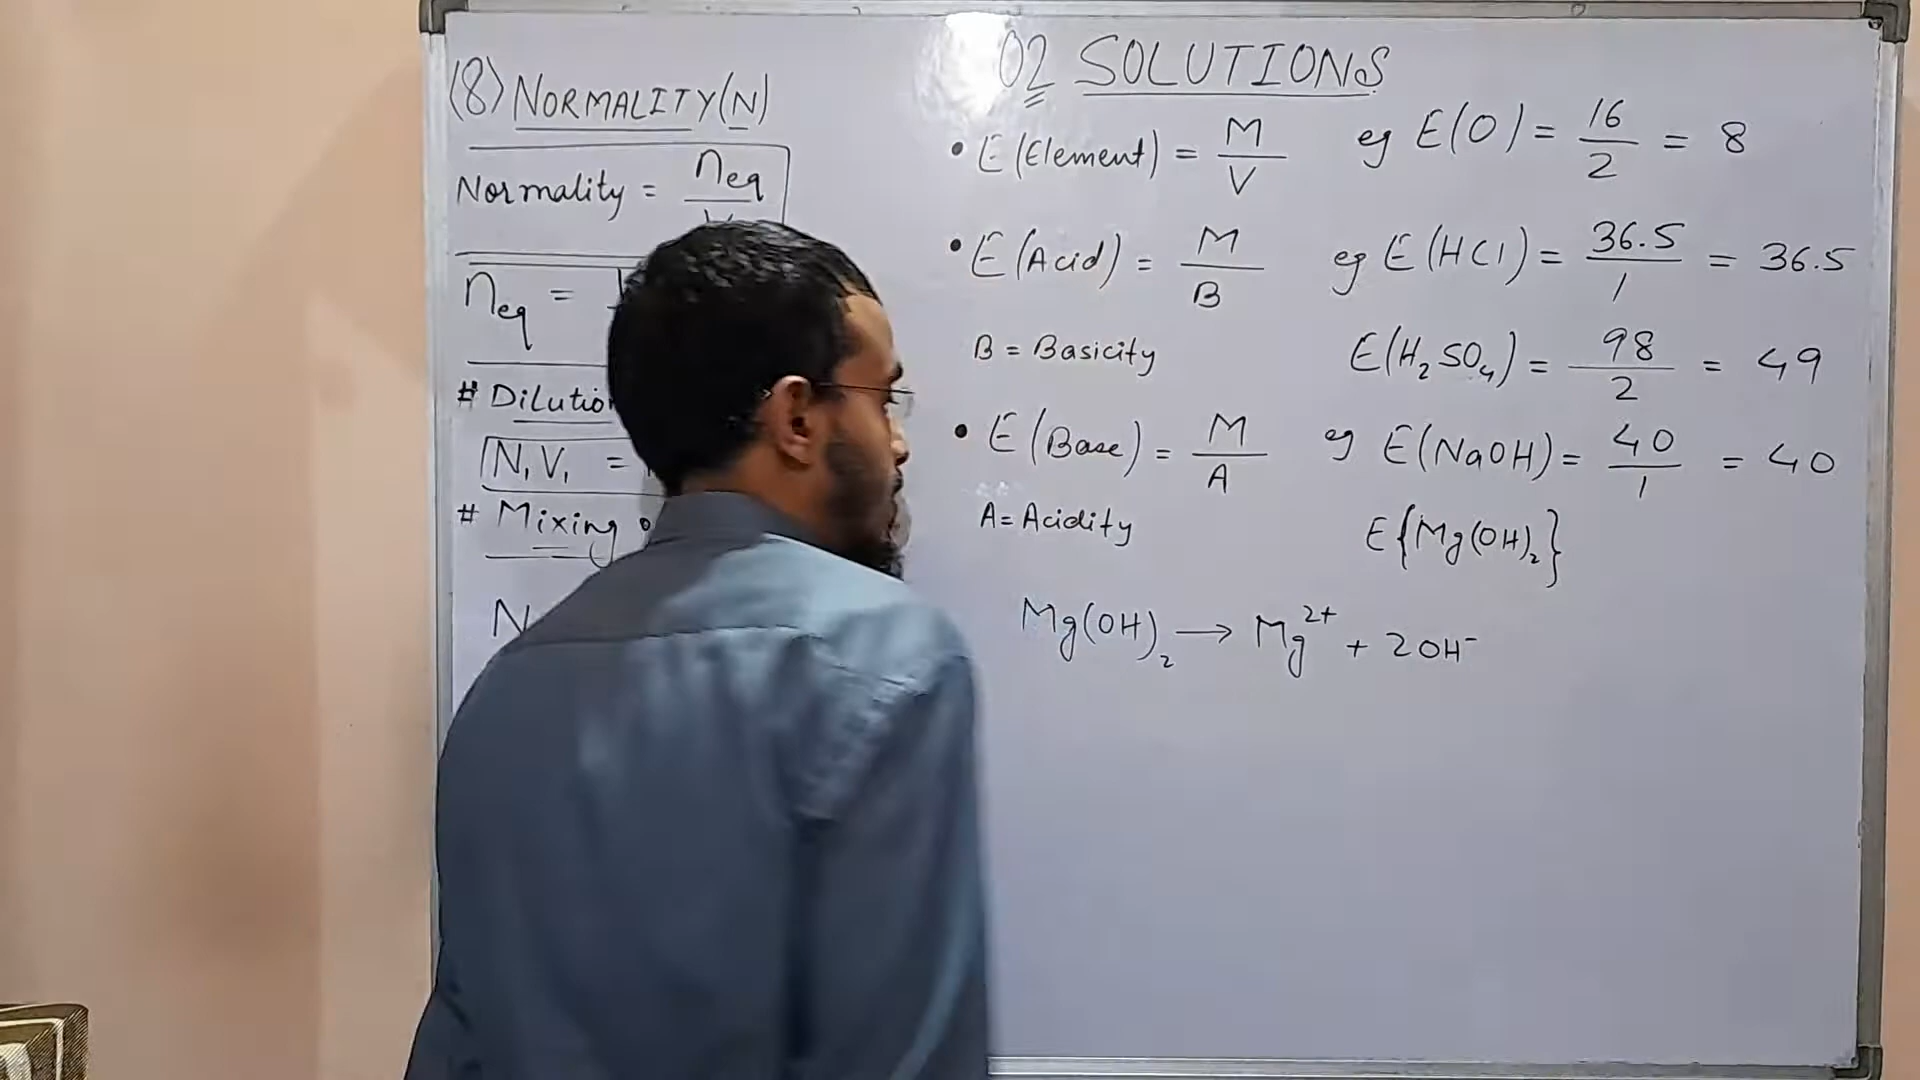 02 SOLUTIONS
(8) NORMALITY (N)
Normality = neq
neq =
# Dilution
N₁V₁ =
# Mixing
N
• E (Element) = M/V eg E(O) = 16/2 = 8
• E (Acid) = M/B eg E(HCl) = 36.5/1 = 36.5
B = Basicity E(H₂SO₄) = 98/2 = 49
• E (Base) = M/A eg E(NaOH) = 40/1 = 40
A = Acidity E{Mg(OH)₂}
Mg(OH)₂ → Mg²⁺ + 2OH⁻